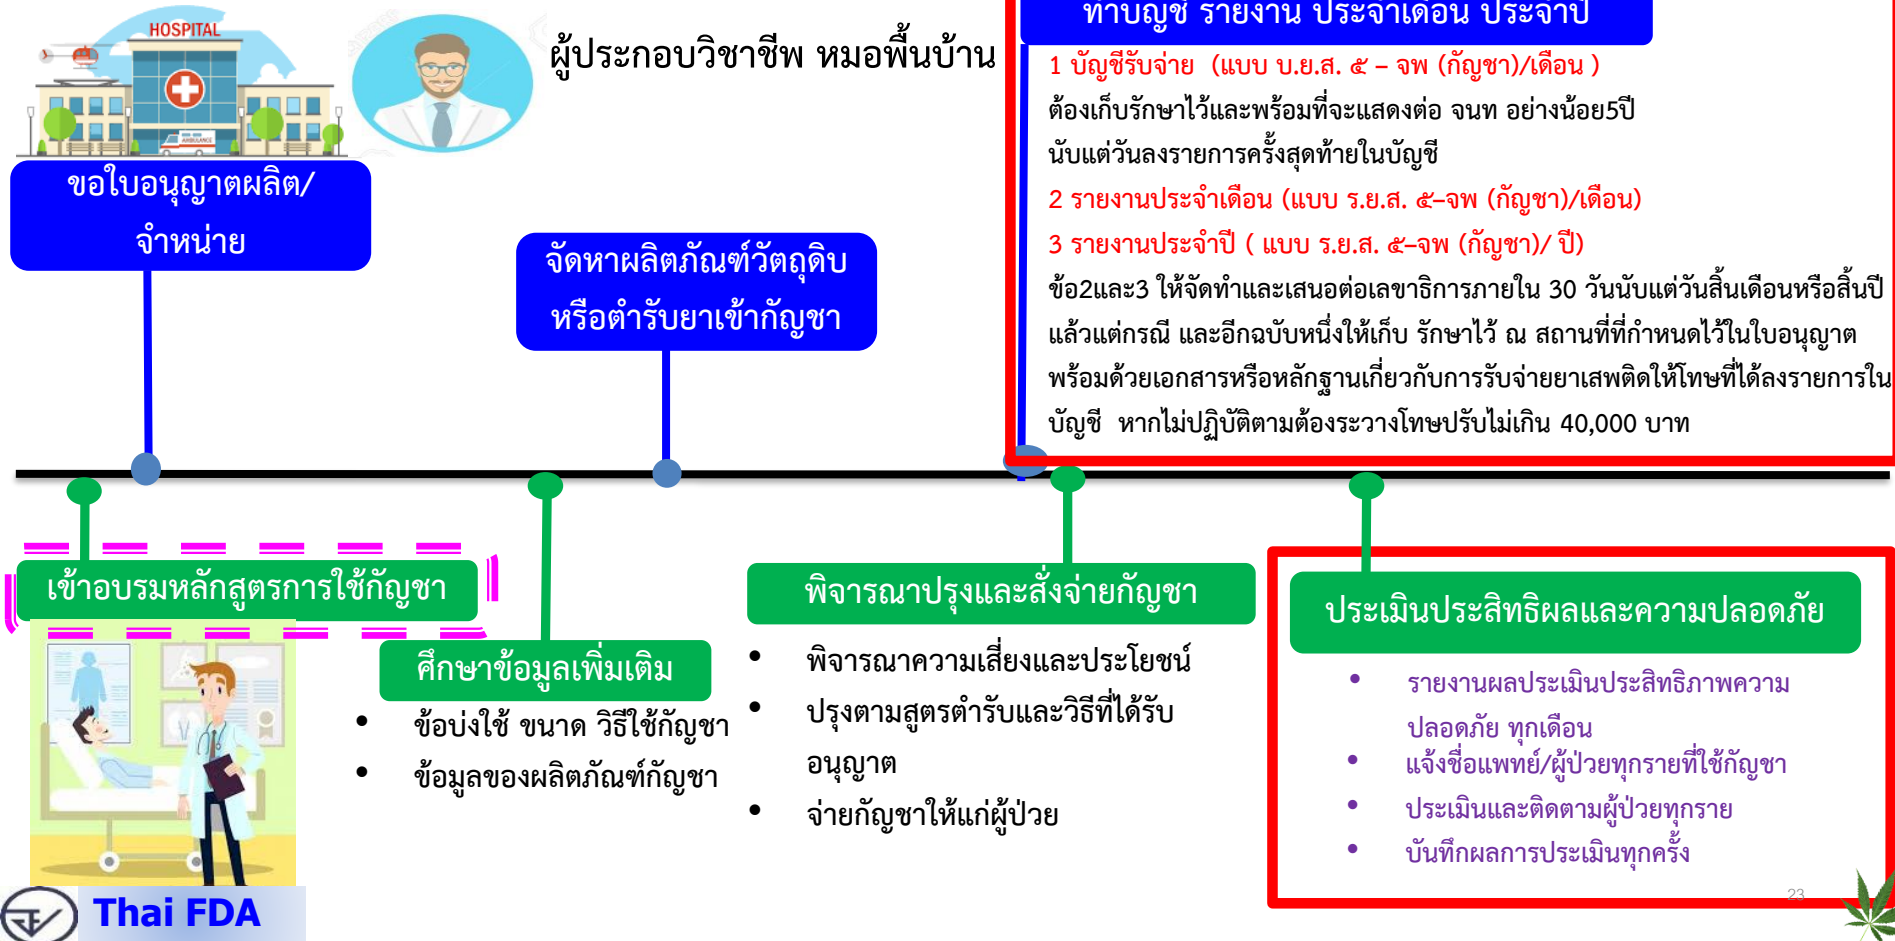 HOSPITAL
AMBULANCE
ผู้ประกอบวิชาชีพ หมอพื้นบ้าน
ทำบัญชี รายงาน ประจำเดือน ประจำปี
1 บัญชีรับจ่าย (แบบ บ.ย.ส. ๕ – จพ (กัญชา)/เดือน )
ต้องเก็บรักษาไว้และพร้อมที่จะแสดงต่อ จนท อย่างน้อย5ปี
นับแต่วันลงรายการครั้งสุดท้ายในบัญชี
2 รายงานประจำเดือน (แบบ ร.ย.ส. ๕–จพ (กัญชา)/เดือน)
3 รายงานประจำปี ( แบบ ร.ย.ส. ๕–จพ (กัญชา)/ ปี)
ข้อ2และ3 ให้จัดทำและเสนอต่อเลขาธิการภายใน 30 วันนับแต่วันสิ้นเดือนหรือสิ้นปี
แล้วแต่กรณี และอีกฉบับหนึ่งให้เก็บ รักษาไว้ ณ สถานที่ที่กำหนดไว้ในใบอนุญาต
พร้อมด้วยเอกสารหรือหลักฐานเกี่ยวกับการรับจ่ายยาเสพติดให้โทษที่ได้ลงรายการใน
บัญชี หากไม่ปฏิบัติตามต้องระวางโทษปรับไม่เกิน 40,000 บาท
ขอใบอนุญาตผลิต/
จำหน่าย
จัดหาผลิตภัณฑ์วัตถุดิบ
หรือตำรับยาเข้ากัญชา
เข้าอบรมหลักสูตรการใช้กัญชา
ศึกษาข้อมูลเพิ่มเติม
• ข้อบ่งใช้ ขนาด วิธีใช้กัญชา
• ข้อมูลของผลิตภัณฑ์กัญชา
พิจารณาปรุงและสั่งจ่ายกัญชา
• พิจารณาความเสี่ยงและประโยชน์
• ปรุงตามสูตรตำรับและวิธีที่ได้รับ
อนุญาต
• จ่ายกัญชาให้แก่ผู้ป่วย
ประเมินประสิทธิผลและความปลอดภัย
• รายงานผลประเมินประสิทธิภาพความ
ปลอดภัย ทุกเดือน
• แจ้งชื่อแพทย์/ผู้ป่วยทุกรายที่ใช้กัญชา
• ประเมินและติดตามผู้ป่วยทุกราย
• บันทึกผลการประเมินทุกครั้ง
23
Thai FDA